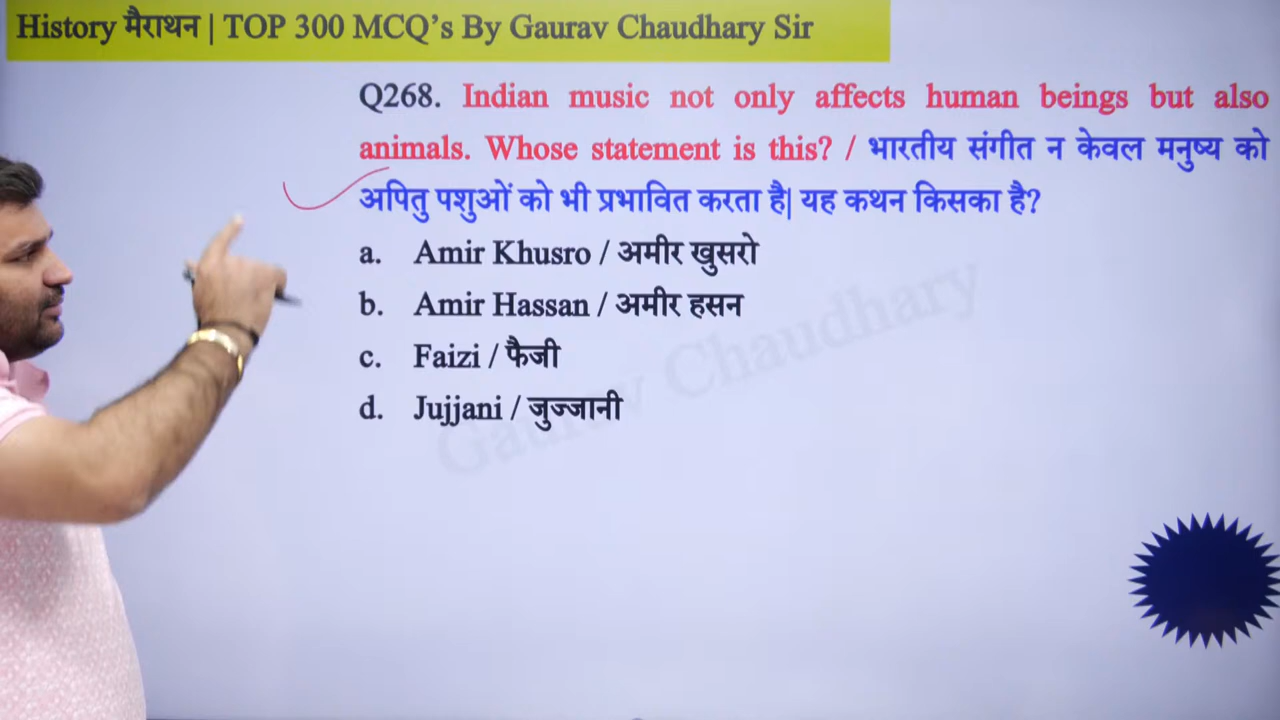 History मैराथन | TOP 300 MCQ’s By Gaurav Chaudhary Sir
Q268. Indian music not only affects human beings but also
animals. Whose statement is this? / भारतीय संगीत न केवल मनुष्य को
अपितु पशुओं को भी प्रभावित करता है| यह कथन किसका है?
a. Amir Khusro / अमीर खुसरो
b. Amir Hassan / अमीर हसन
c. Faizi / फैजी
d. Jujjani / जुज्जानी
Gaurav Chaudhary